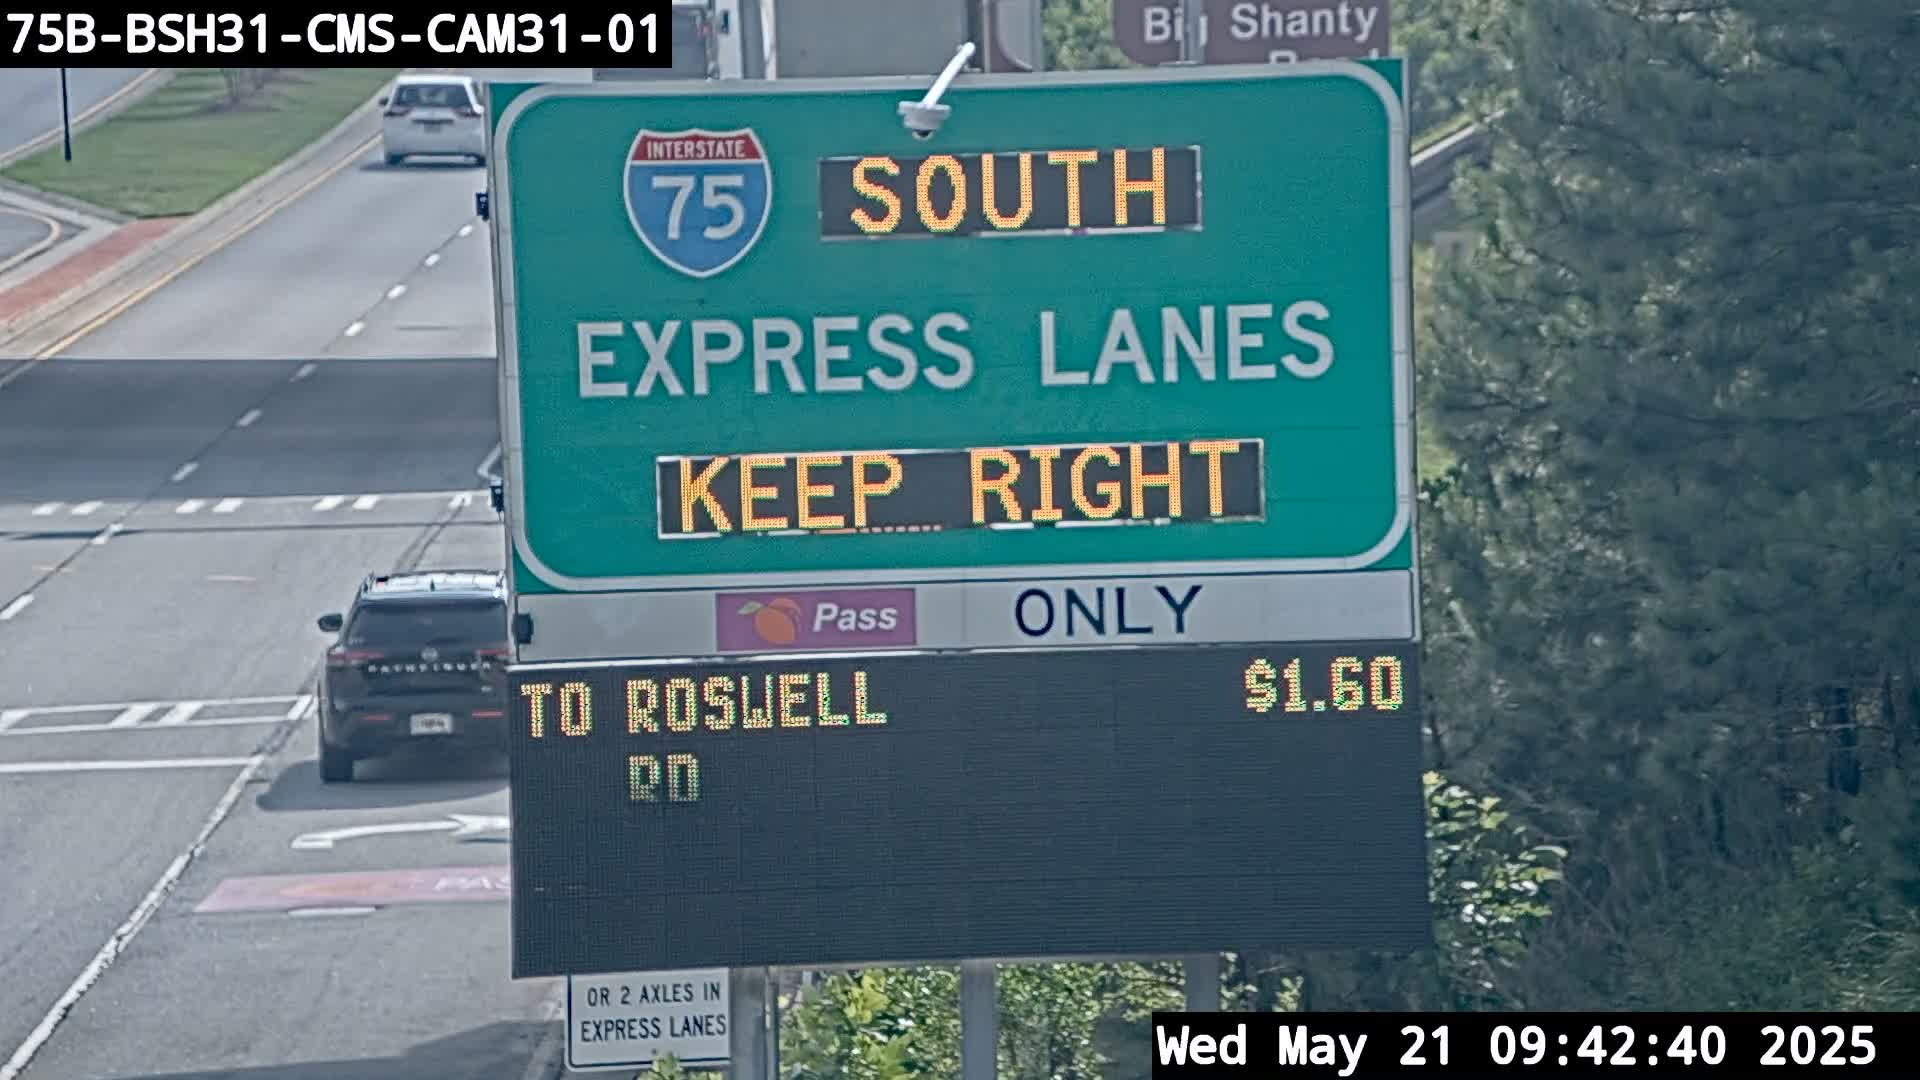 75B-BSH31-CMS-CAM31-01
Big Shanty
INTERSTATE
75
SOUTH
EXPRESS LANES
KEEP RIGHT
Pass
ONLY
TO ROSWELL $1.60
RD
PATHFINDER
OR 2 AXLES IN
EXPRESS LANES
Wed May 21 09:42:40 2025